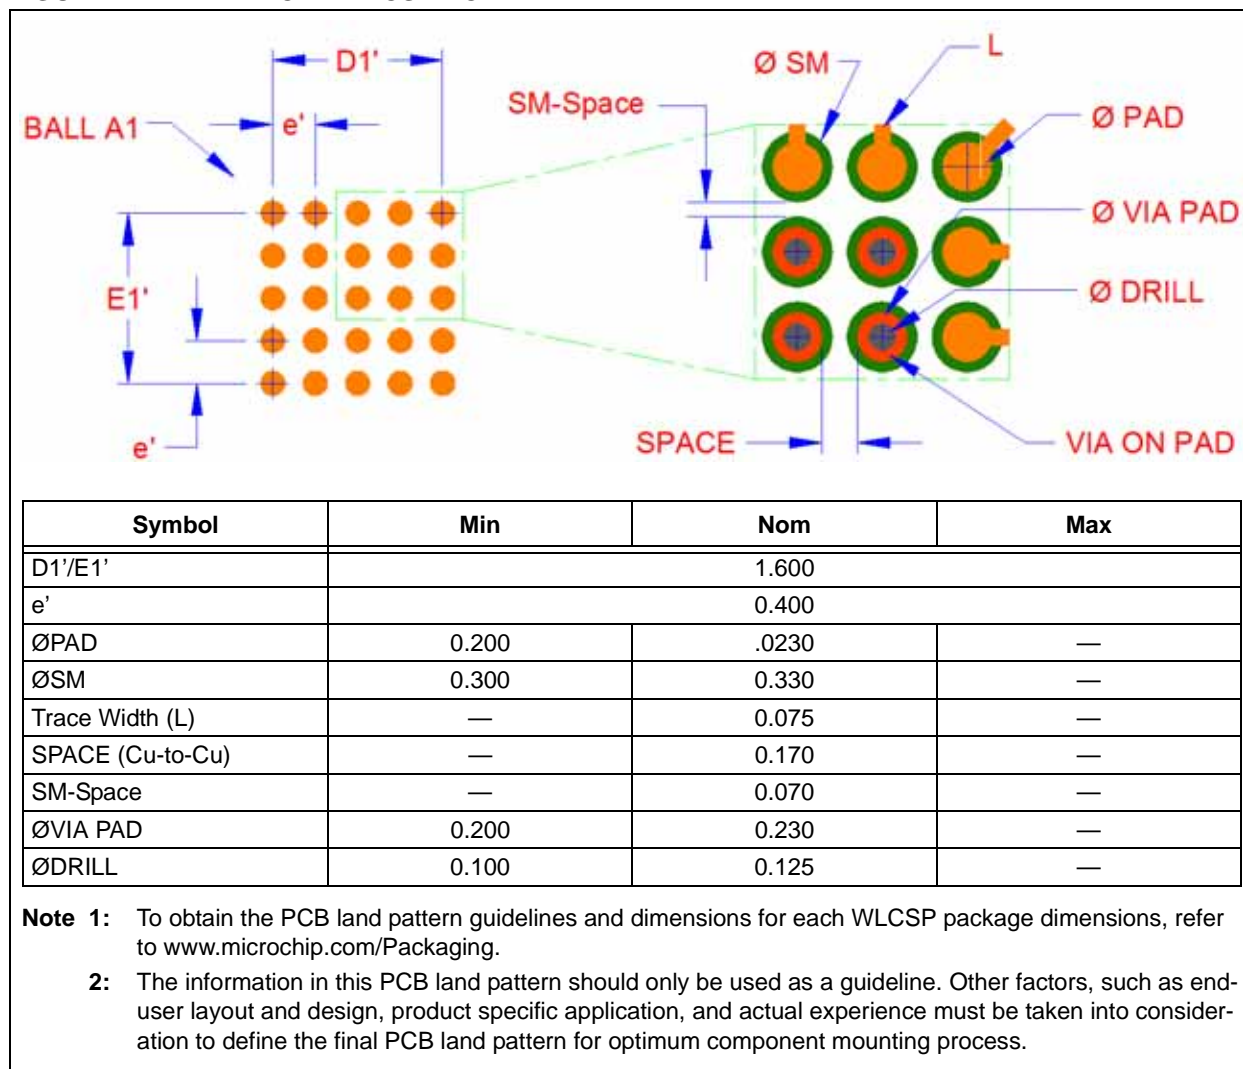 D1'
Ø SM
L
SM-Space
BALL A1
e'
Ø PAD
Ø VIA PAD
E1'
Ø DRILL
SPACE
VIA ON PAD
e'
Symbol Min Nom Max
D1’/E1’ 1.600
e’ 0.400
ØPAD 0.200 .0230 —
ØSM 0.300 0.330 —
Trace Width (L) — 0.075 —
SPACE (Cu-to-Cu) — 0.170 —
SM-Space — 0.070 —
ØVIA PAD 0.200 0.230 —
ØDRILL 0.100 0.125 —
Note 1: To obtain the PCB land pattern guidelines and dimensions for each WLCSP package dimensions, refer
to www.microchip.com/Packaging.
2: The information in this PCB land pattern should only be used as a guideline. Other factors, such as end-
user layout and design, product specific application, and actual experience must be taken into consider-
ation to define the final PCB land pattern for optimum component mounting process.